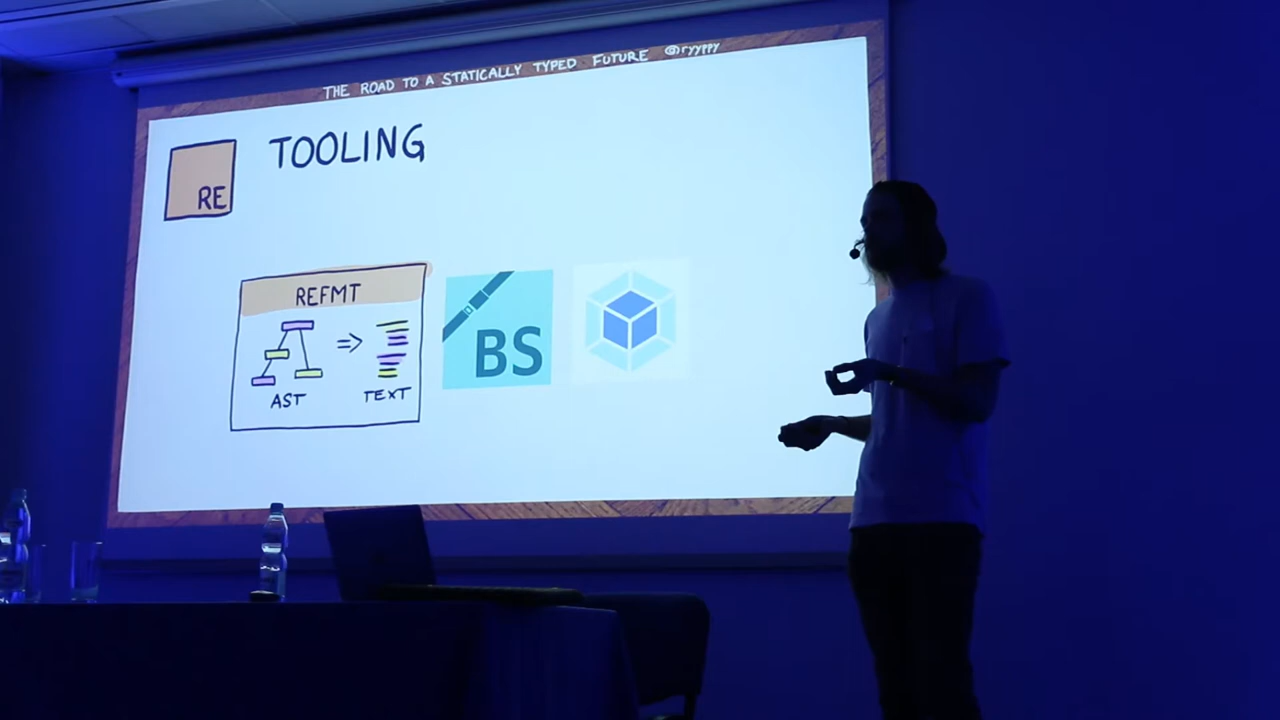 THE ROAD TO A STATICALLY TYPED FUTURE @ryyppy
TOOLING
RE
REFMT
=>
AST
TEXT
BS